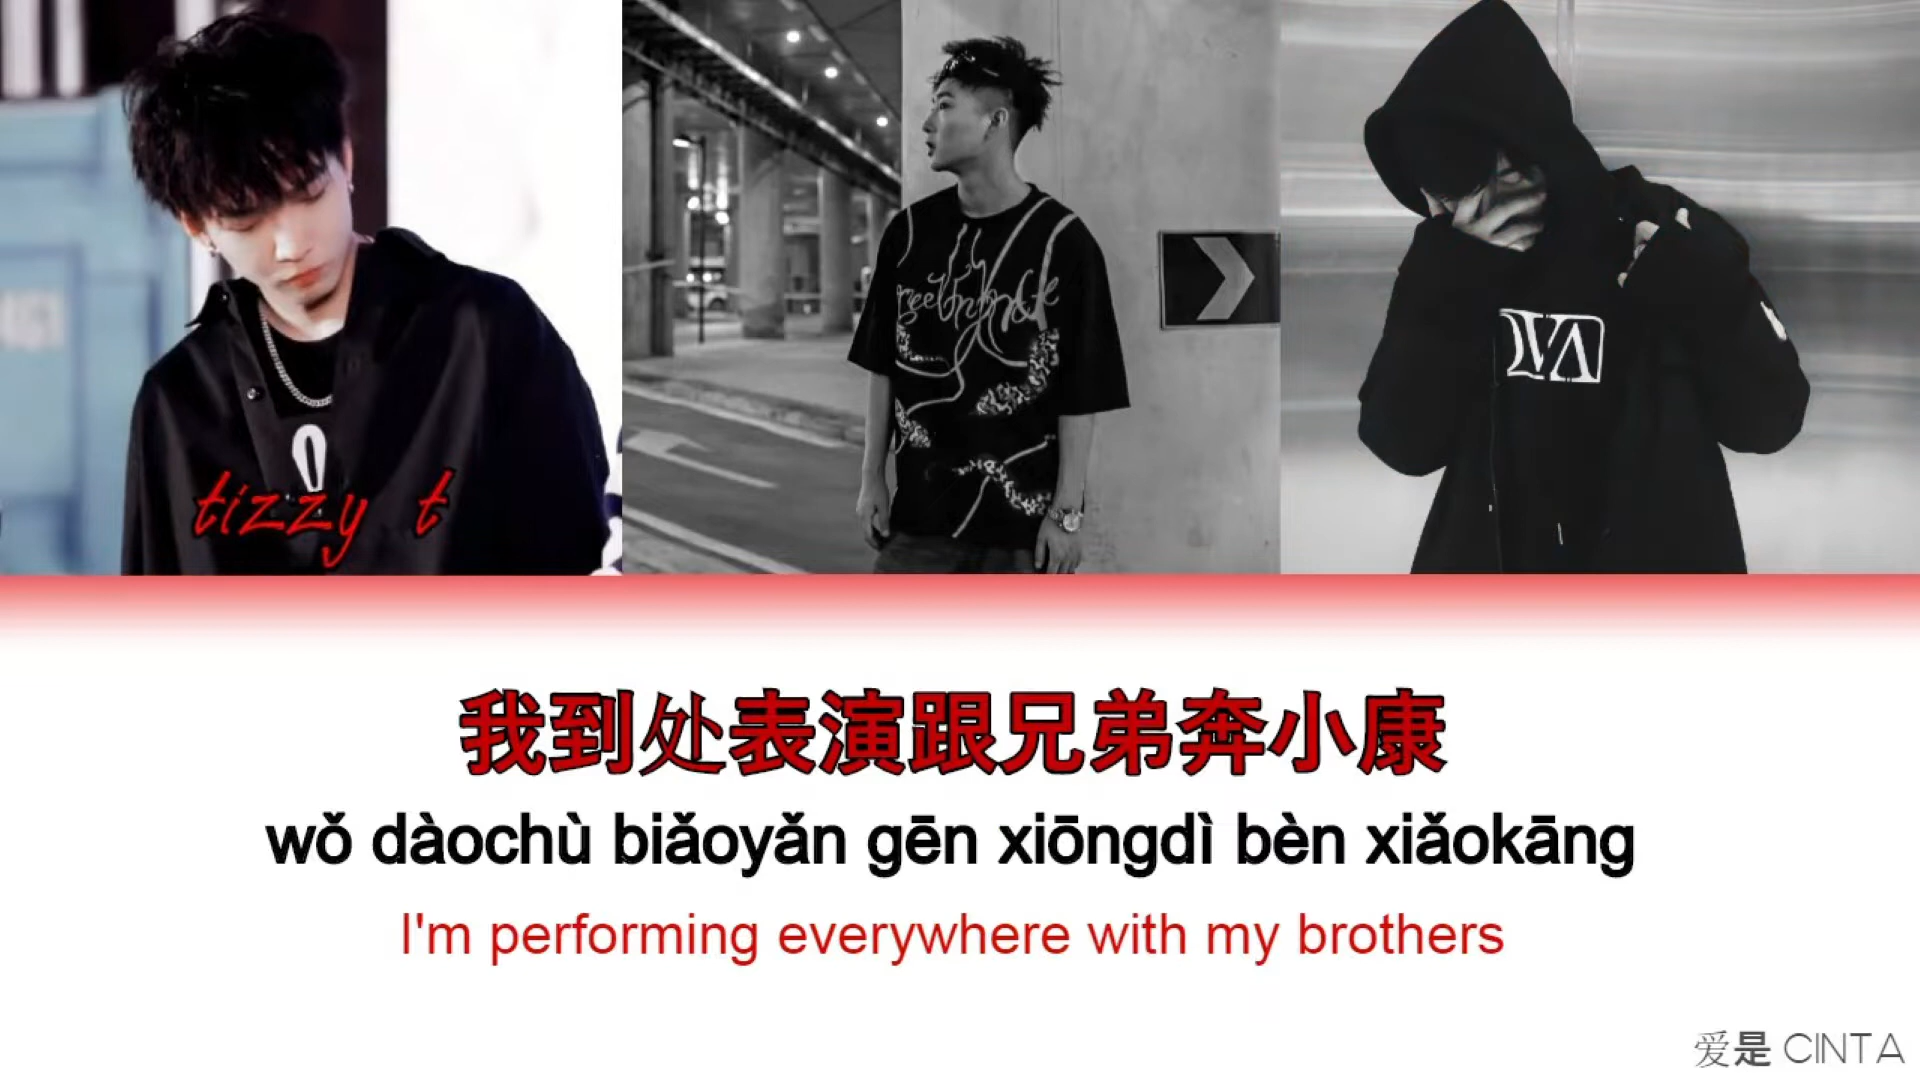 tizzy t
我到处表演跟兄弟奔小康
wǒ dàochù biǎoyǎn gēn xiōngdì bèn xiǎokāng
I'm performing everywhere with my brothers
爱是 CINTA